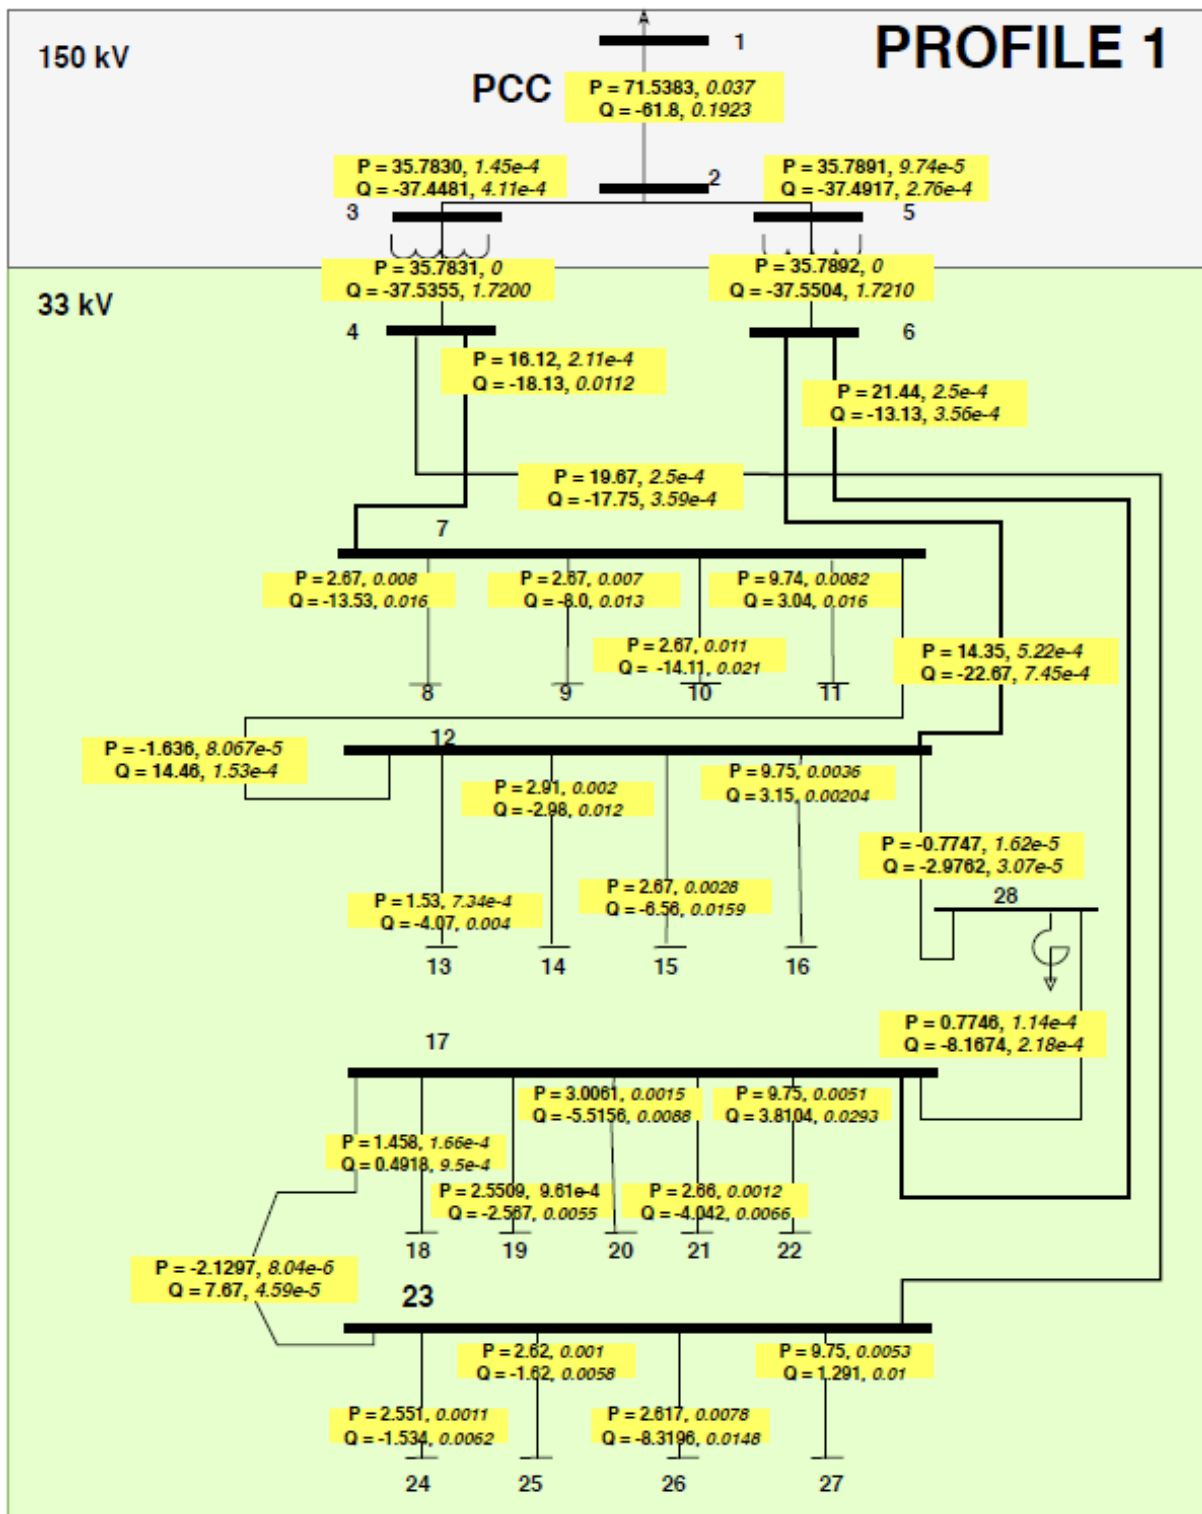 150 kV
1
PROFILE 1
PCC
P = 71.5383, 0.037
Q = -61.8, 0.1923
P = 35.7830, 1.45e-4
Q = -37.4481, 4.11e-4
2
P = 35.7891, 9.74e-5
Q = -37.4917, 2.76e-4
3
5
P = 35.7831, 0
Q = -37.5355, 1.7200
P = 35.7892, 0
Q = -37.5504, 1.7210
33 kV
4
6
P = 16.12, 2.11e-4
Q = -18.13, 0.0112
P = 21.44, 2.5e-4
Q = -13.13, 3.56e-4
P = 19.67, 2.5e-4
Q = -17.75, 3.59e-4
7
P = 2.67, 0.008
Q = -13.53, 0.016
P = 2.67, 0.007
Q = -8.0, 0.013
P = 9.74, 0.0082
Q = 3.04, 0.016
P = 2.67, 0.011
Q = -14.11, 0.021
P = 14.35, 5.22e-4
Q = -22.67, 7.45e-4
8
9
10
11
12
P = -1.636, 8.067e-5
Q = 14.46, 1.53e-4
P = 2.91, 0.002
Q = -2.98, 0.012
P = 9.75, 0.0036
Q = 3.15, 0.00204
P = -0.7747, 1.62e-5
Q = -2.9762, 3.07e-5
P = 1.53, 7.34e-4
Q = -4.07, 0.004
P = 2.67, 0.0028
Q = -6.56, 0.0159
28
13
14
15
16
P = 0.7746, 1.14e-4
Q = -8.1674, 2.18e-4
17
P = 3.0061, 0.0015
Q = -5.5156, 0.0088
P = 9.75, 0.0051
Q = 3.8104, 0.0293
P = 1.458, 1.66e-4
Q = 0.4918, 9.5e-4
P = 2.5509, 9.61e-4
Q = -2.567, 0.0055
P = 2.66, 0.0012
Q = -4.042, 0.0066
18
19
20
21
22
P = -2.1297, 8.04e-6
Q = 7.67, 4.59e-5
23
P = 2.62, 0.001
Q = -1.62, 0.0058
P = 9.75, 0.0053
Q = 1.291, 0.01
P = 2.551, 0.0011
Q = -1.534, 0.0062
P = 2.617, 0.0078
Q = -8.3196, 0.0148
24
25
26
27